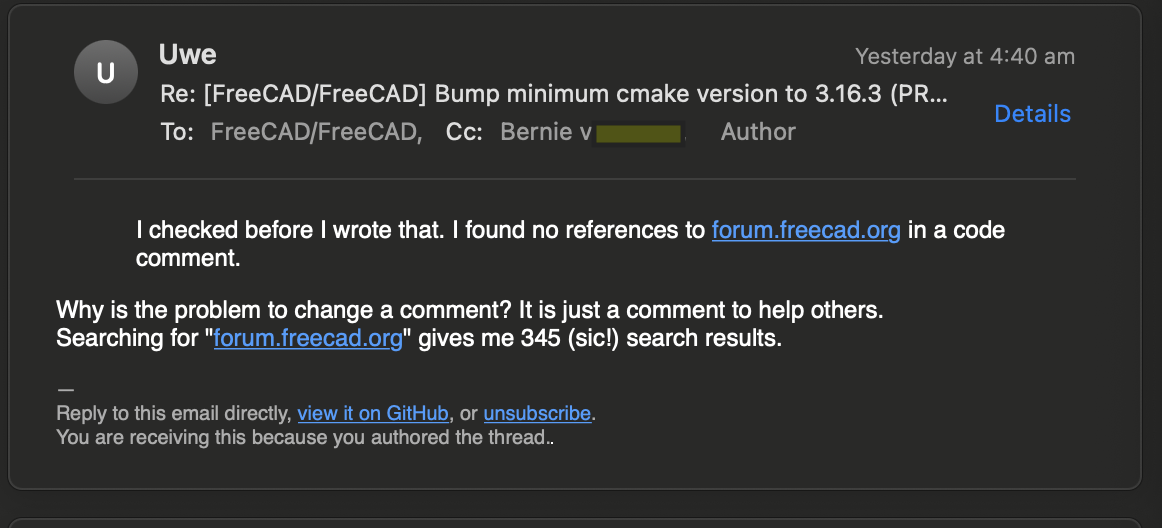 U
Uwe
Yesterday at 4:40 am
Re: [FreeCAD/FreeCAD] Bump minimum cmake version to 3.16.3 (PR...
Details
To: FreeCAD/FreeCAD, Cc: Bernie v Author
I checked before I wrote that. I found no references to forum.freecad.org in a code
comment.
Why is the problem to change a comment? It is just a comment to help others.
Searching for "forum.freecad.org" gives me 345 (sic!) search results.
—
Reply to this email directly, view it on GitHub, or unsubscribe.
You are receiving this because you authored the thread..